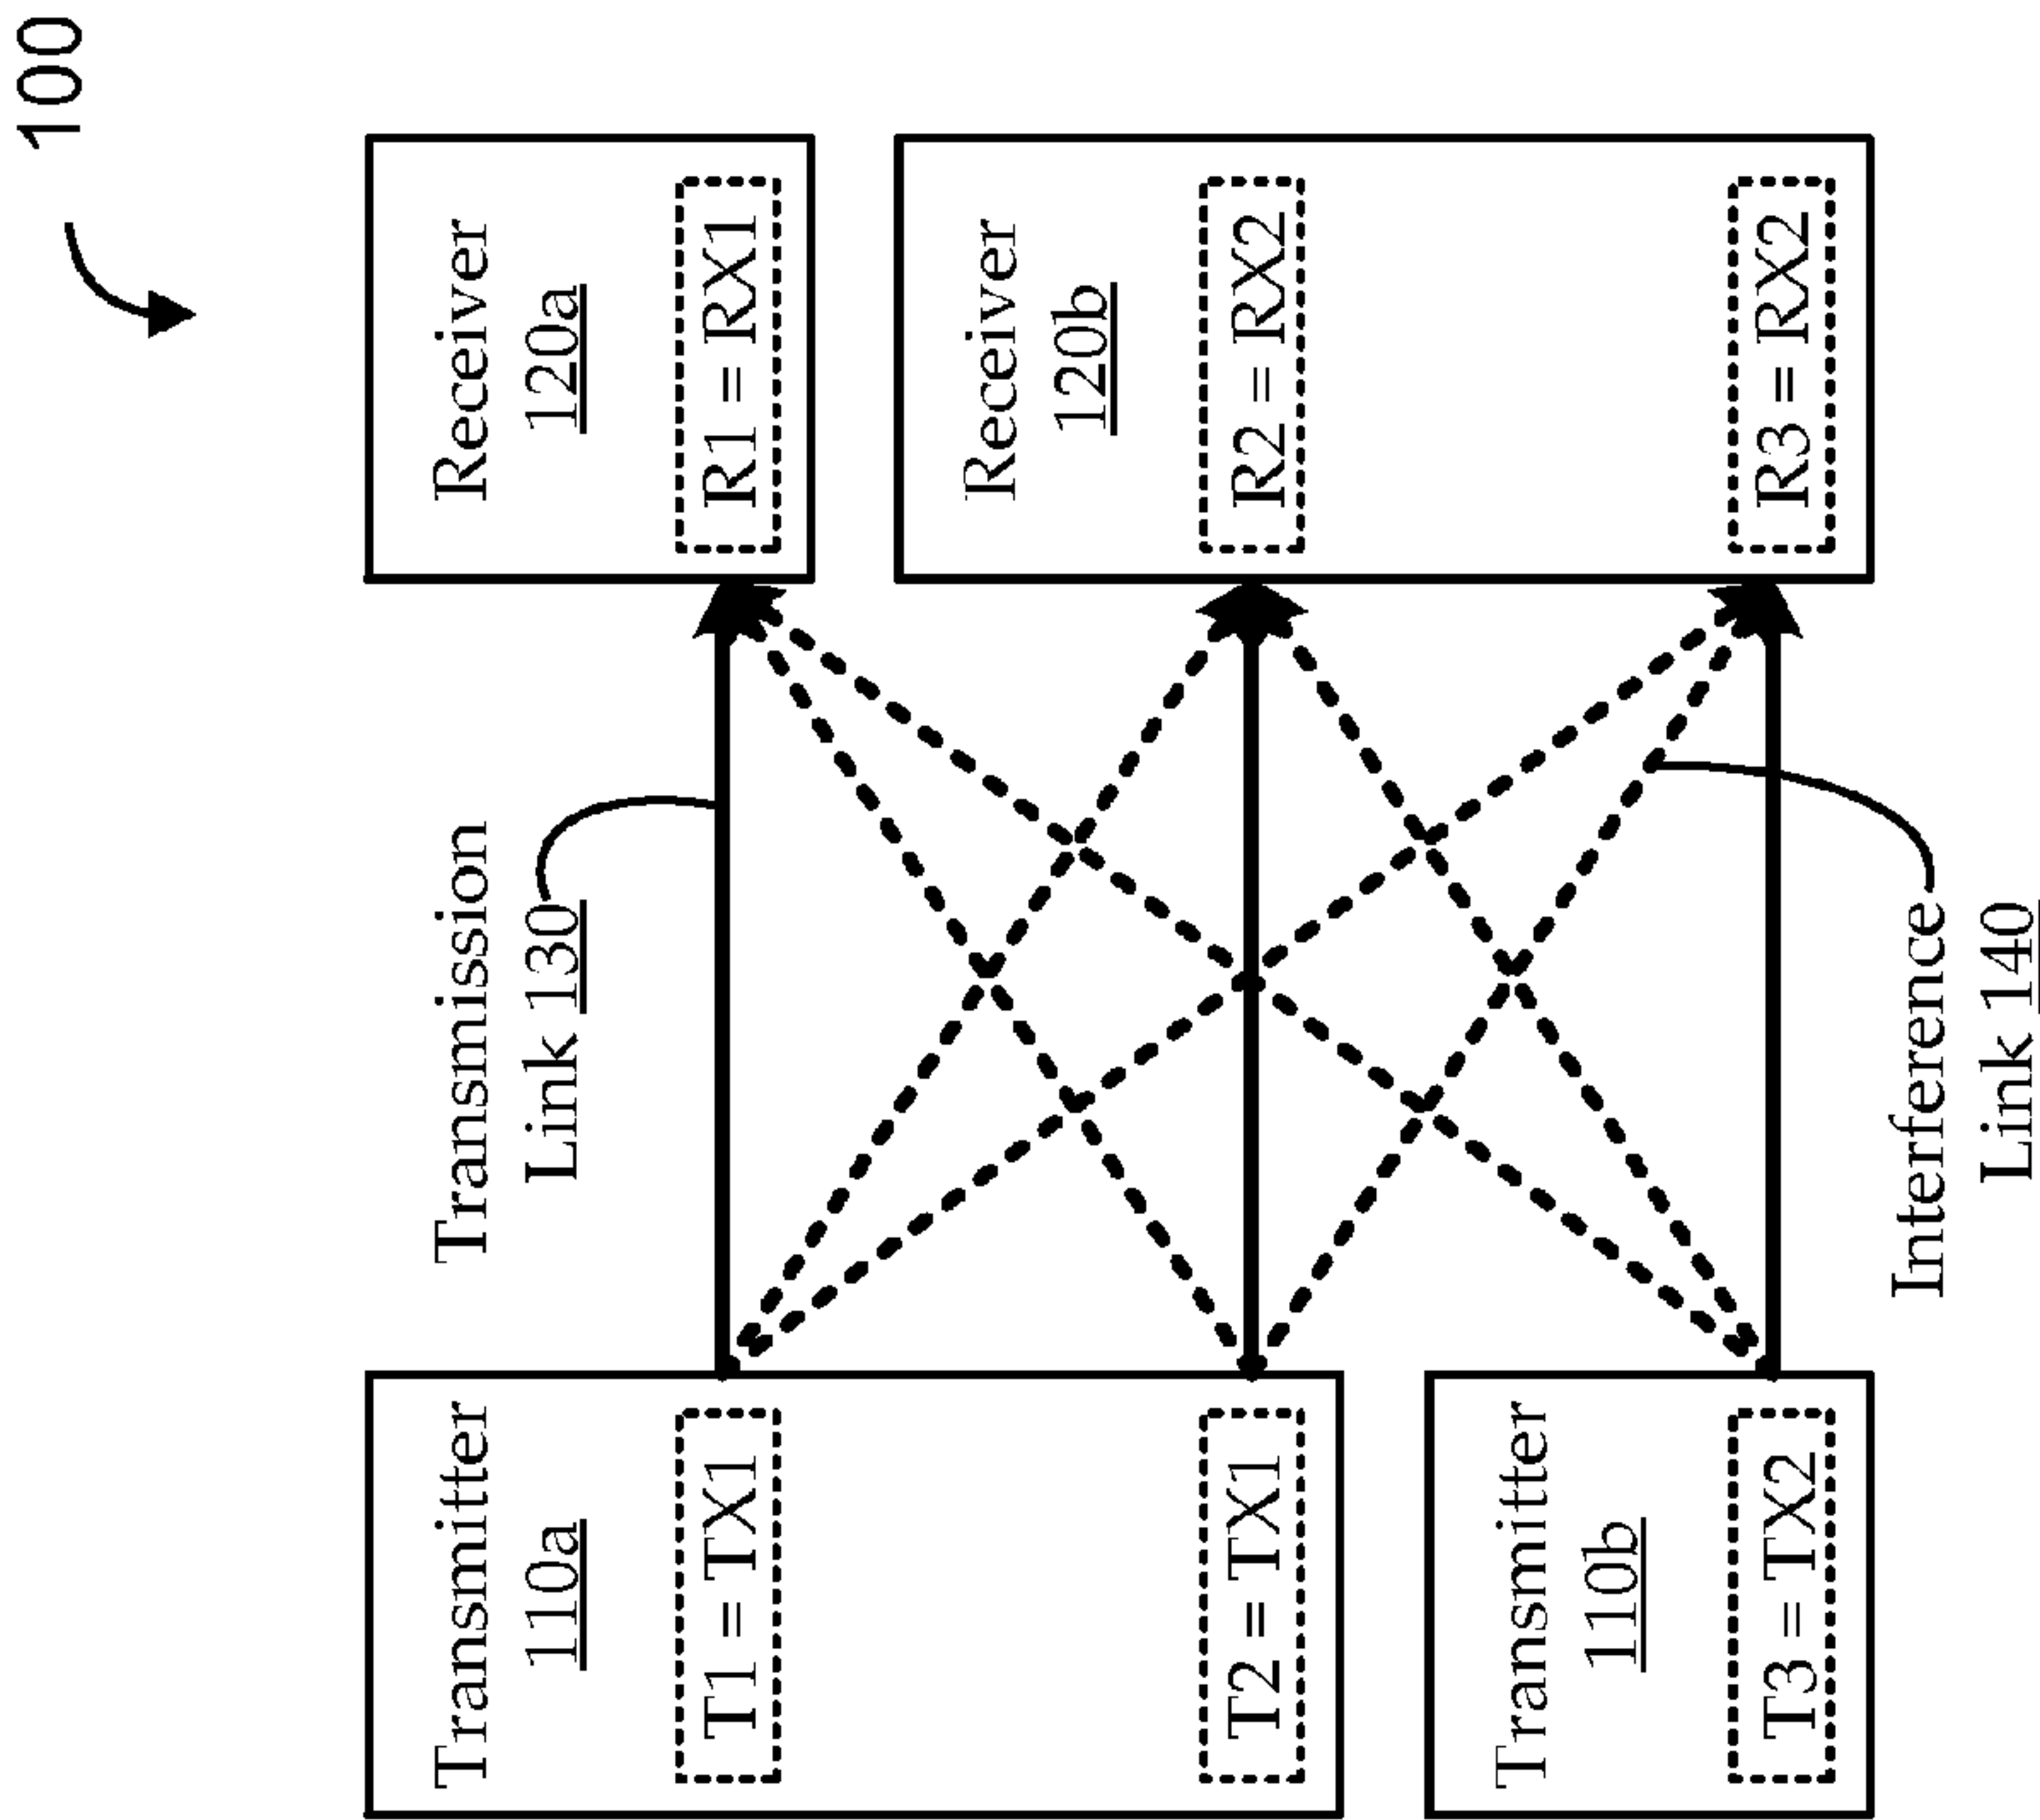 100
Transmitter
110a
T1 = TX1
T2 = TX1
Transmitter
110b
T3 = TX2
Transmission
Link 130
Interference
Link 140
Receiver
120a
R1 = RX1
Receiver
120b
R2 = RX2
R3 = RX2